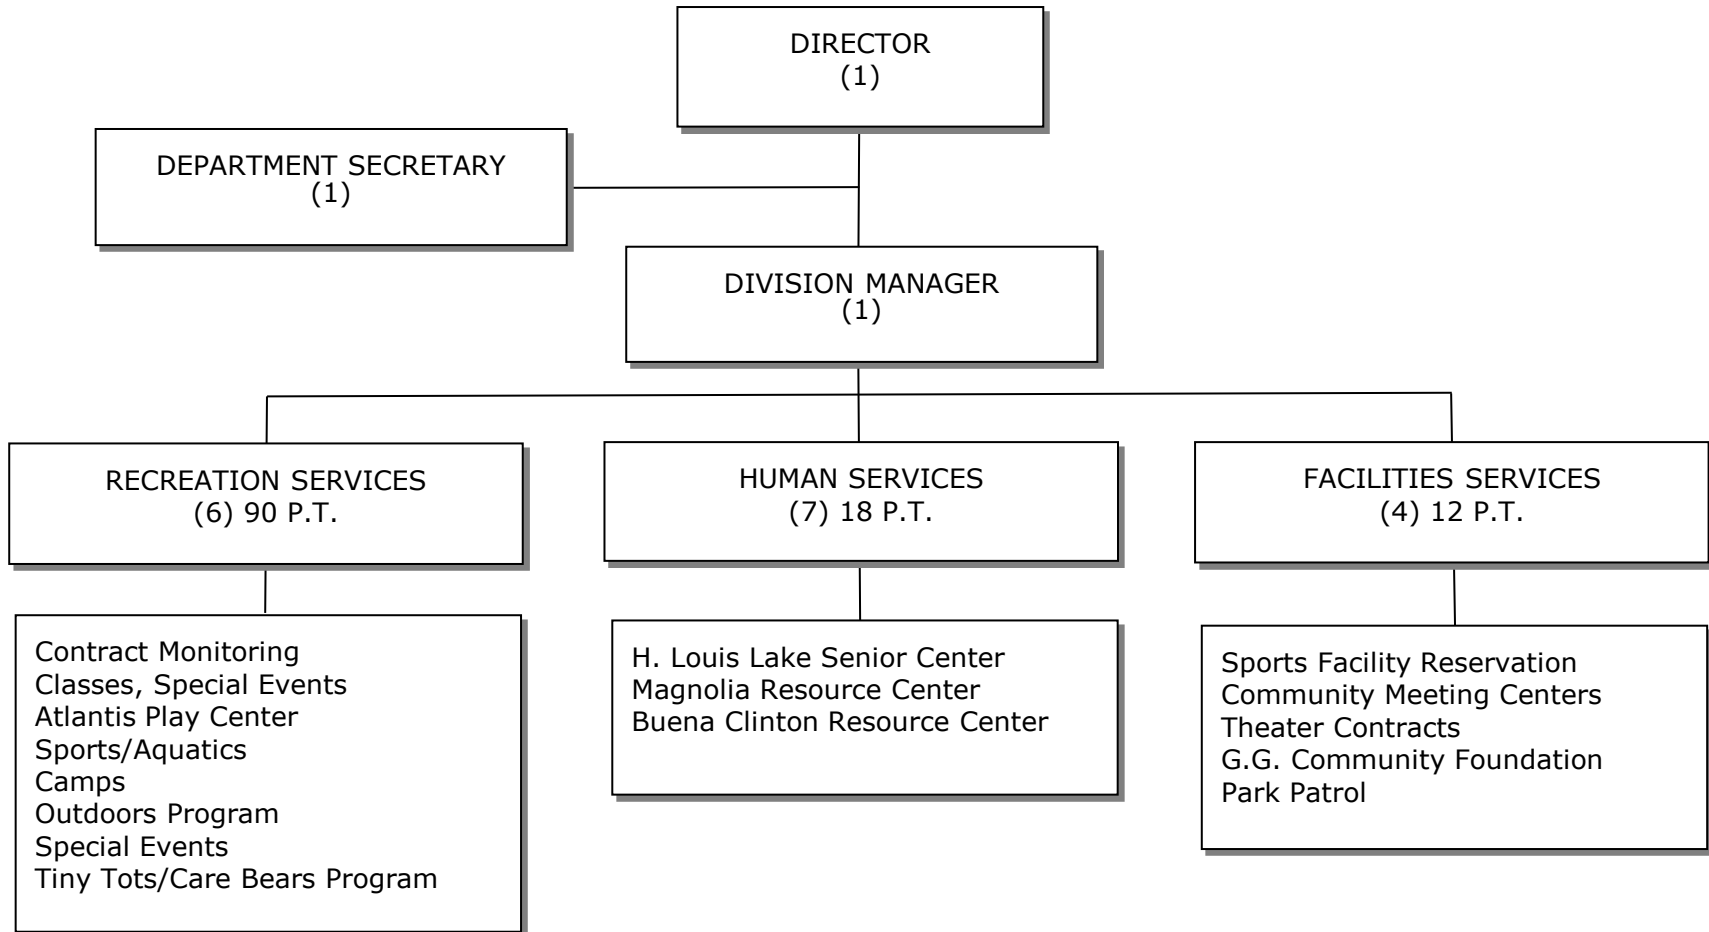 DIRECTOR
(1)
DEPARTMENT SECRETARY
(1)
DIVISION MANAGER
(1)
RECREATION SERVICES
(6) 90 P.T.
HUMAN SERVICES
(7) 18 P.T.
FACILITIES SERVICES
(4) 12 P.T.
Contract Monitoring
Classes, Special Events
Atlantis Play Center
Sports/Aquatics
Camps
Outdoors Program
Special Events
Tiny Tots/Care Bears Program
H. Louis Lake Senior Center
Magnolia Resource Center
Buena Clinton Resource Center
Sports Facility Reservation
Community Meeting Centers
Theater Contracts
G.G. Community Foundation
Park Patrol